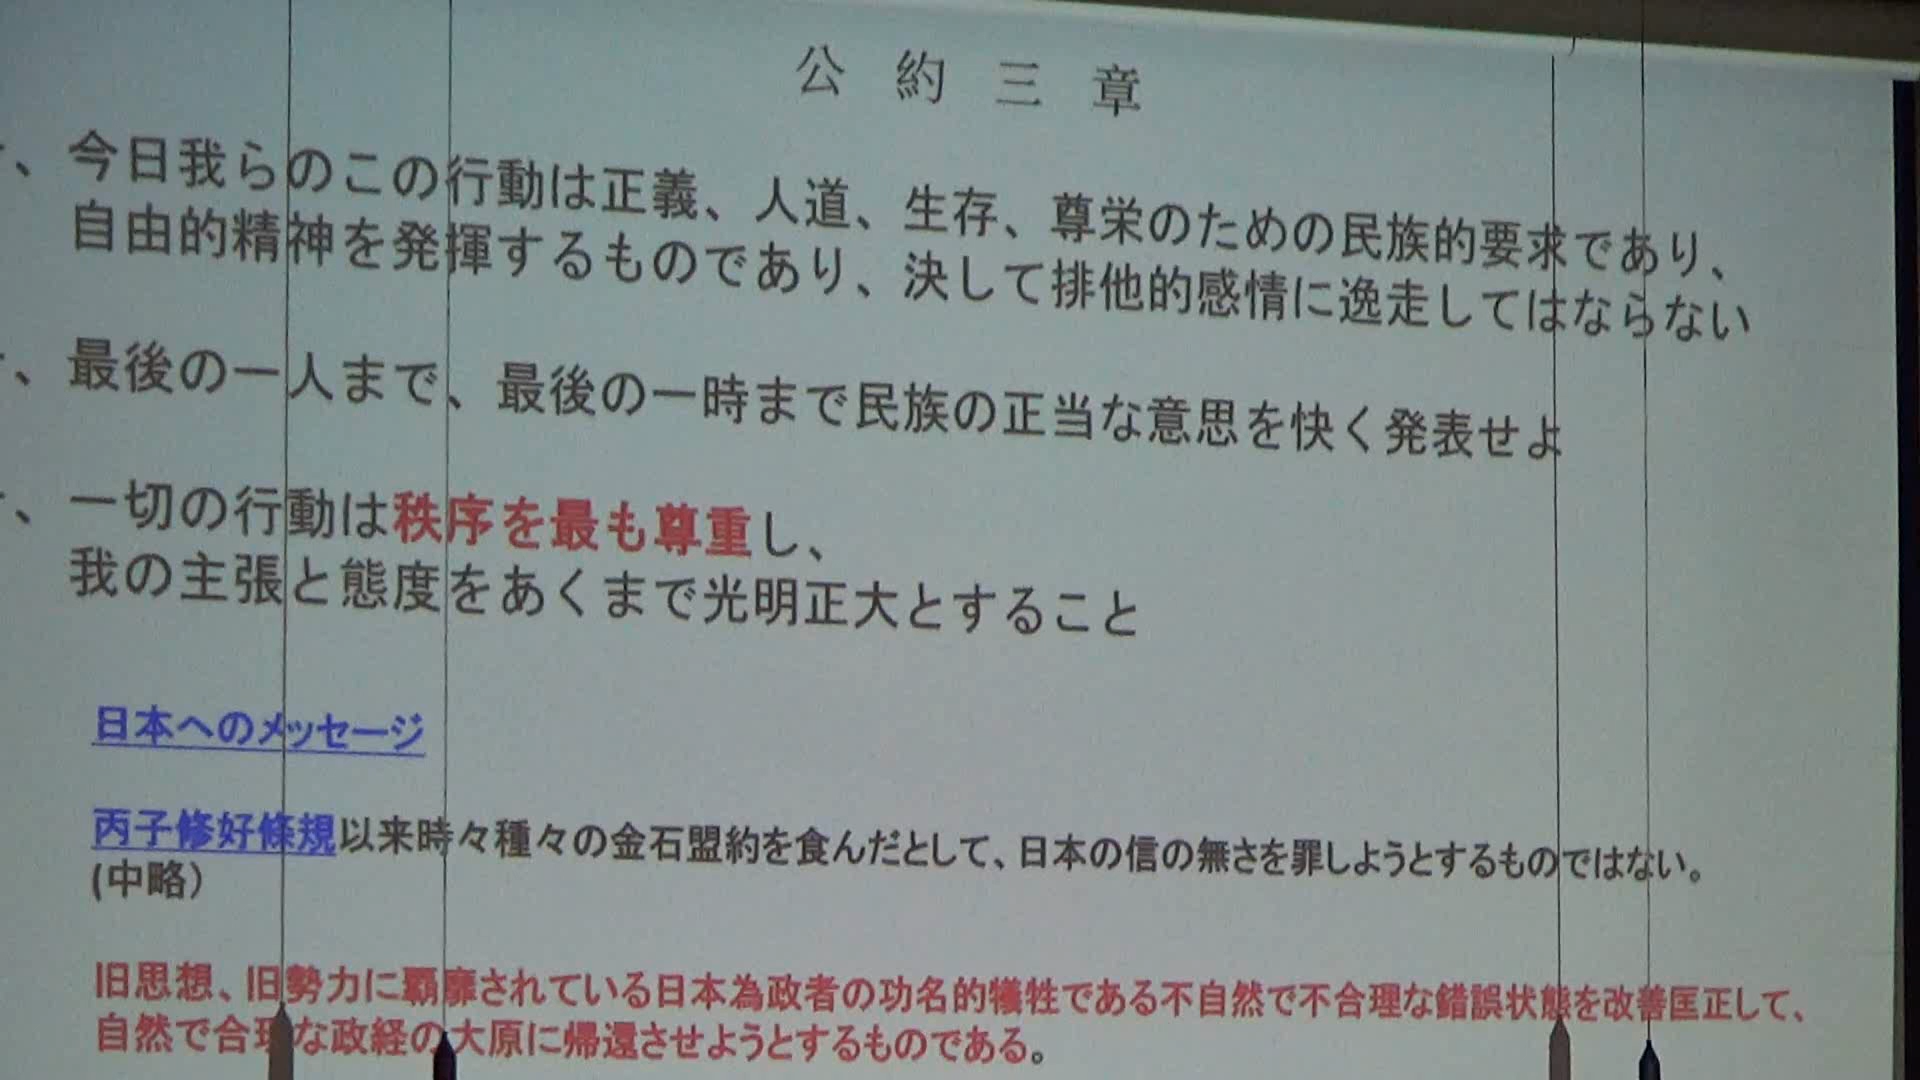 公約三章
一、今日我らのこの行動は正義、人道、生存、尊栄のための民族的要求であり、
自由的精神を発揮するものであり、決して排他的感情に逸走してはならない
一、最後の一人まで、最後の一時まで民族の正当な意思を快く発表せよ
一、一切の行動は秩序を最も尊重し、
我の主張と態度をあくまで光明正大とすること
日本へのメッセージ
丙子修好條規以来時々種々の金石盟約を食んだとして、日本の信の無さを罪しようとするものではない。
(中略)
旧思想、旧勢力に覇靡されている日本為政者の功名的犠牲である不自然で不合理な錯誤状態を改善匡正して、
自然で合理な政経の大原に帰還させようとするものである。